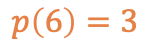 p(6) = 3